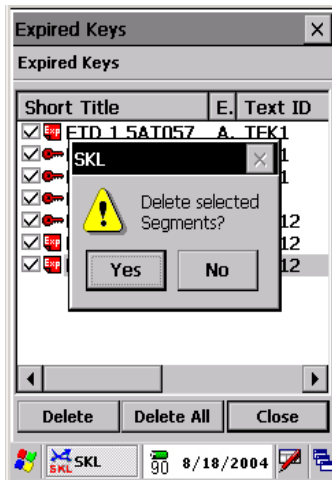 Expired Keys
Expired Keys
Short Title E. Text ID
Exp ETD 1 5AT057 A. TEK1
SKL
1
1
Delete selected
Segments?
12
Exp 12
Exp 12
Yes No
Delete Delete All Close
SKL SKL 90 8/18/2004